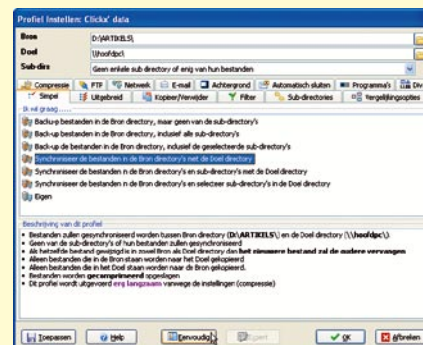 Profiel Instellen: Clickx' data
Bron D:\ARTIKELS\
Doel \\hoofdpc\
Sub-dirs Geen enkele sub directory of enig van hun bestanden
Compressie FTP Netwerk E-mail Achtergrond Automatisch sluiten Programma's Div
Simpel Uitgebreid Kopieer/Verwijder Filter Sub-directories Vergelijkingsopties
Ik wil graag.....
Back-up bestanden in de Bron directory, maar geen van de sub-directory's
Back-up bestanden in de Bron directory, inclusief alle sub-directory's
Back-up de bestanden in de Bron directory, inclusief de geselecteerde sub-directory's
Synchroniseer de bestanden in de Bron directory met de Doel directory
Synchroniseer de bestanden in de Bron directory's en sub-directory's met de Doel directory
Synchroniseer de bestanden in de Bron directory's en selecteer sub-directory's in de Doel directory
Eigen
Beschrijving van dit profiel
• Bestanden zullen gesynchroniseerd worden tussen Bron directory (D:\ARTIKELS\) en de Doel directory (\\hoofdpc\).
• Geen van de sub-directory's of hun bestanden zullen gesynchroniseerd
• Als hetzelfde bestand gewijzigd is in zowel Bron als Doel directory dan het nieuwere bestand zal de oudere vervangen
• Alleen bestanden die in de Bron staan worden naar het Doel gekopieerd
• Alleen bestanden die in het Doel staan worden naar de Bron gekopieerd.
• Bestanden worden gecomprimeerd opgeslagen
• Dit profiel wordt uitgevoerd erg langzaam vanwege de instellingen (compressie)
Toepassen Help Eenvoudig Expert OK Afbreken